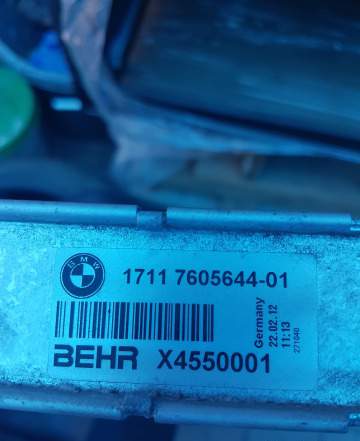 BMW
1711 7605644-01
BEHR X4550001
Germany
22.02.12
11:13
271040